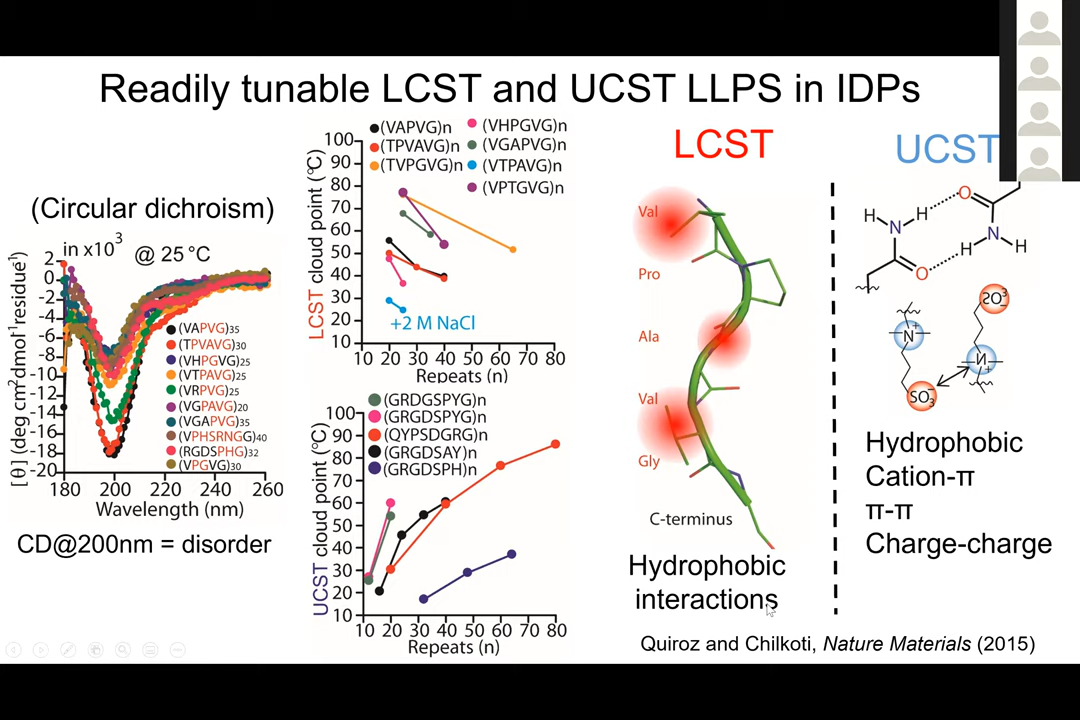 Readily tunable LCST and UCST LLPS in IDPs
(Circular dichroism)
in x10³ @ 25 °C
[θ] (deg cm² dmol¹ residue¹)
2
0
-2
-4
-6
-8
-10
-12
-14
-16
-18
-20
180 200 220 240 260
Wavelength (nm)
(VAPVG)35
(TPVAVG)30
(VHPGVG)25
(VTPAVG)25
(VRPVG)25
(VGPAVG)20
(VGAPVG)35
(VPHSRNGG)40
(RGDSPHG)32
(VPGVG)30
CD@200nm = disorder
(VAPVG)n
(TPVAVG)n
(TVPGVG)n
(VHPGVG)n
(VGAPVG)n
(VTPAVG)n
(VPTGVG)n
LCST cloud point (°C)
100
90
80
70
60
50
40
30
20
10
+2 M NaCl
10 20 30 40 50 60 70 80
Repeats (n)
(GRDGSPYG)n
(GRGDSPYG)n
(QYPSDGRG)n
(GRGDSAY)n
(GRGDSPH)n
UCST cloud point (°C)
100
90
80
70
60
50
40
30
20
10
10 20 30 40 50 60 70 80
Repeats (n)
LCST
Val
Pro
Ala
Val
Gly
C-terminus
Hydrophobic
interactions
UCST
H N H O
H N H
O
SO₃⁻
N⁺
N⁺
SO₃⁻
Hydrophobic
Cation-π
π-π
Charge-charge
Quiroz and Chilkoti, Nature Materials (2015)